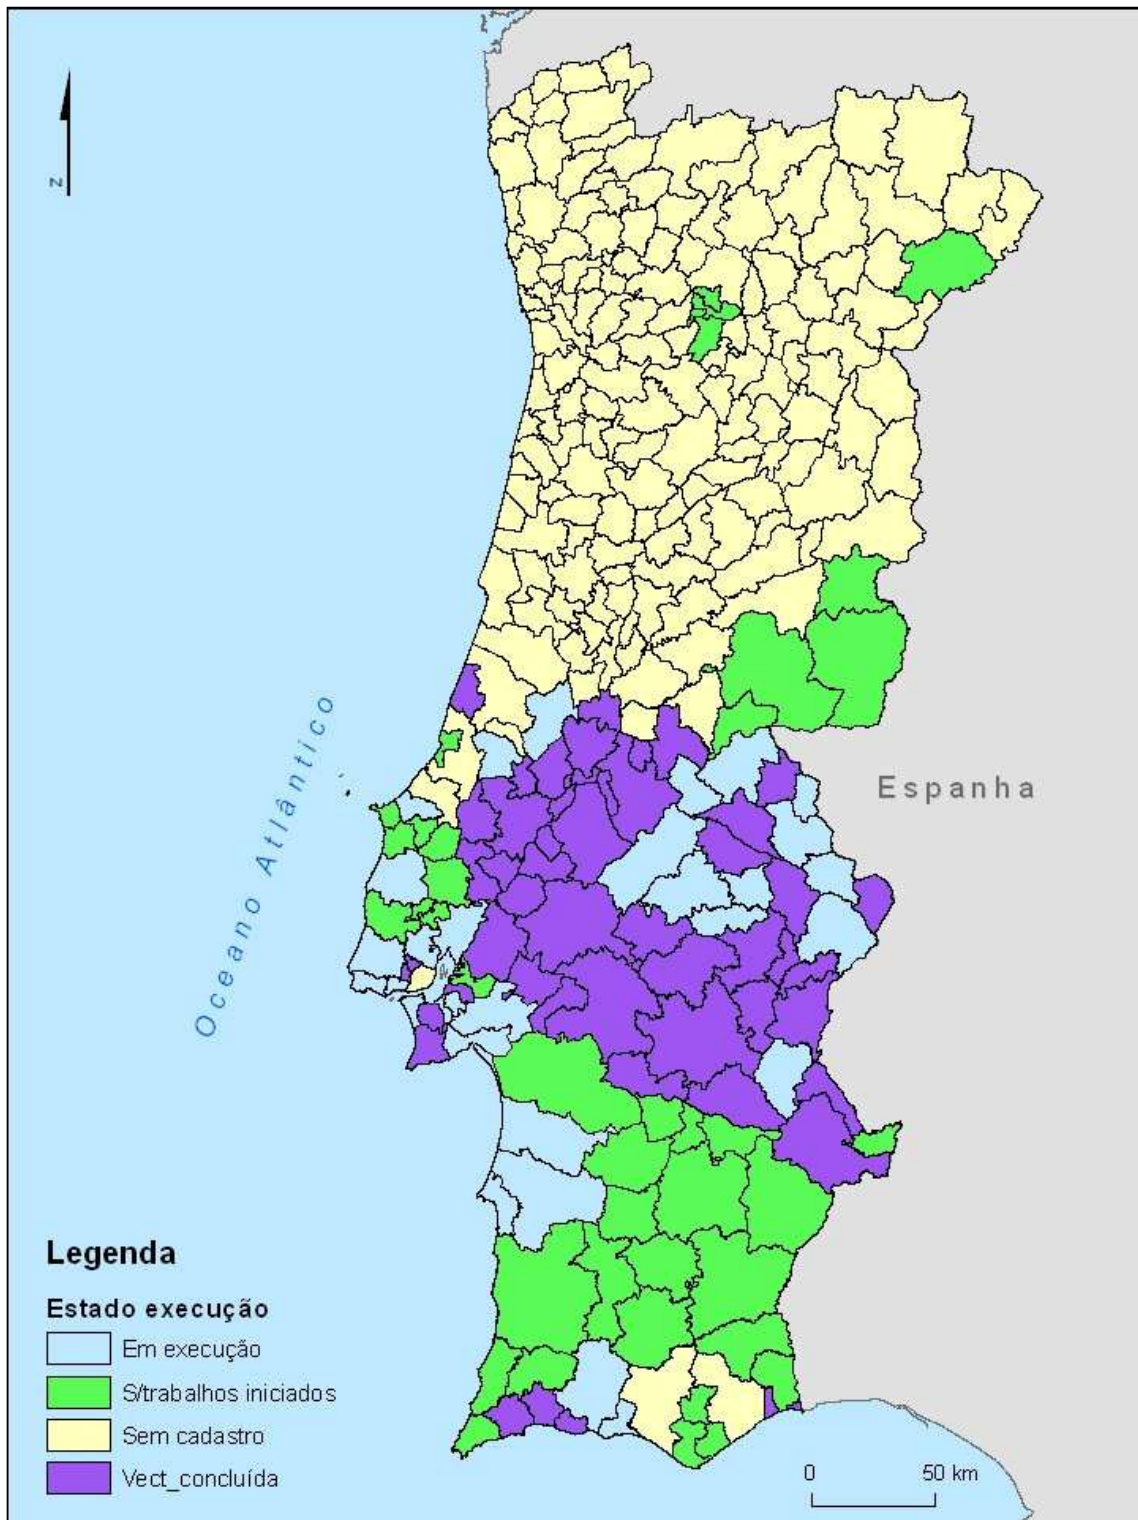 z
Oceano Atlântico
Espanha
Legenda
Estado execução
Em execução
S/trabalhos iniciados
Sem cadastro
Vect_concluída
0 50 km